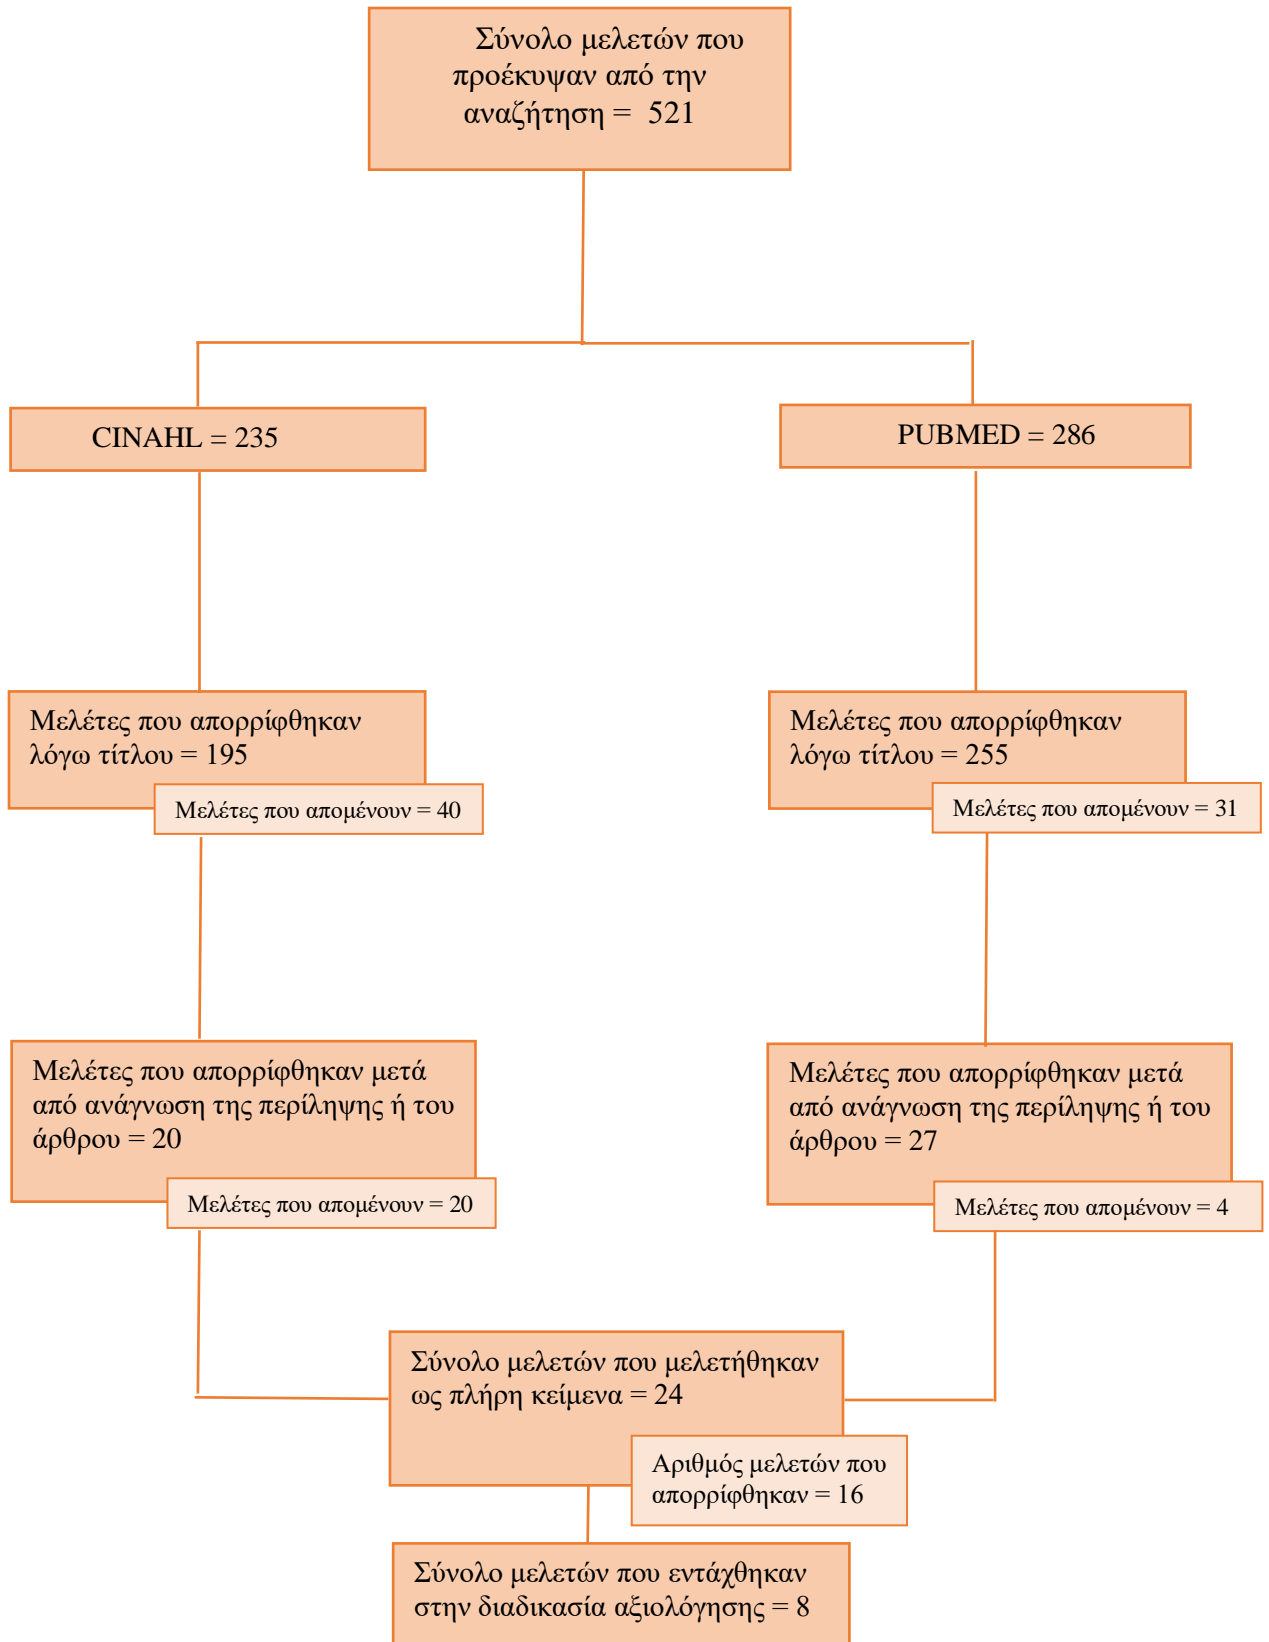 Σύνολο μελετών που
προέκυψαν από την
αναζήτηση = 521
CINAHL = 235
PUBMED = 286
Μελέτες που απορρίφθηκαν
λόγω τίτλου = 195
Μελέτες που απομένουν = 40
Μελέτες που απορρίφθηκαν
λόγω τίτλου = 255
Μελέτες που απομένουν = 31
Μελέτες που απορρίφθηκαν μετά
από ανάγνωση της περίληψης ή του
άρθρου = 20
Μελέτες που απομένουν = 20
Μελέτες που απορρίφθηκαν μετά
από ανάγνωση της περίληψης ή του
άρθρου = 27
Μελέτες που απομένουν = 4
Σύνολο μελετών που μελετήθηκαν
ως πλήρη κείμενα = 24
Αριθμός μελετών που
απορρίφθηκαν = 16
Σύνολο μελετών που εντάχθηκαν
στην διαδικασία αξιολόγησης = 8